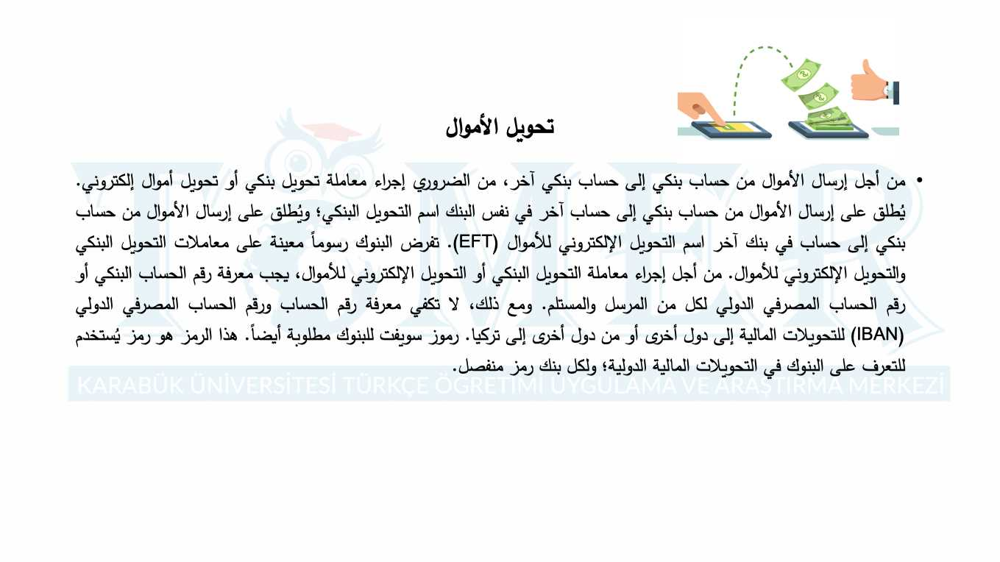 تحويل الأموال
• من أجل إرسال الأموال من حساب بنكي إلى حساب بنكي آخر، من الضروري إجراء معاملة تحويل بنكي أو تحويل أموال إلكتروني.
يُطلق على إرسال الأموال من حساب بنكي إلى حساب آخر في نفس البنك اسم التحويل البنكي؛ ويُطلق على إرسال الأموال من حساب
بنكي إلى حساب في بنك آخر اسم التحويل الإلكتروني للأموال (EFT). تفرض البنوك رسوماً معينة على معاملات التحويل البنكي
والتحويل الإلكتروني للأموال. من أجل إجراء معاملة التحويل البنكي أو التحويل الإلكتروني للأموال، يجب معرفة رقم الحساب البنكي أو
رقم الحساب المصرفي الدولي لكل من المرسل والمستلم. ومع ذلك، لا تكفي معرفة رقم الحساب ورقم الحساب المصرفي الدولي
(IBAN) للتحويلات المالية إلى دول أخرى أو من دول أخرى إلى تركيا. رموز سويفت للبنوك مطلوبة أيضاً. هذا الرمز هو رمز يُستخدم
للتعرف على البنوك في التحويلات المالية الدولية؛ ولكل بنك رمز منفصل.
TÖMER
KARABÜK ÜNİVERSİTESİ TÜRKÇE ÖĞRETİMİ UYGULAMA VE ARAŞTIRMA MERKEZİ